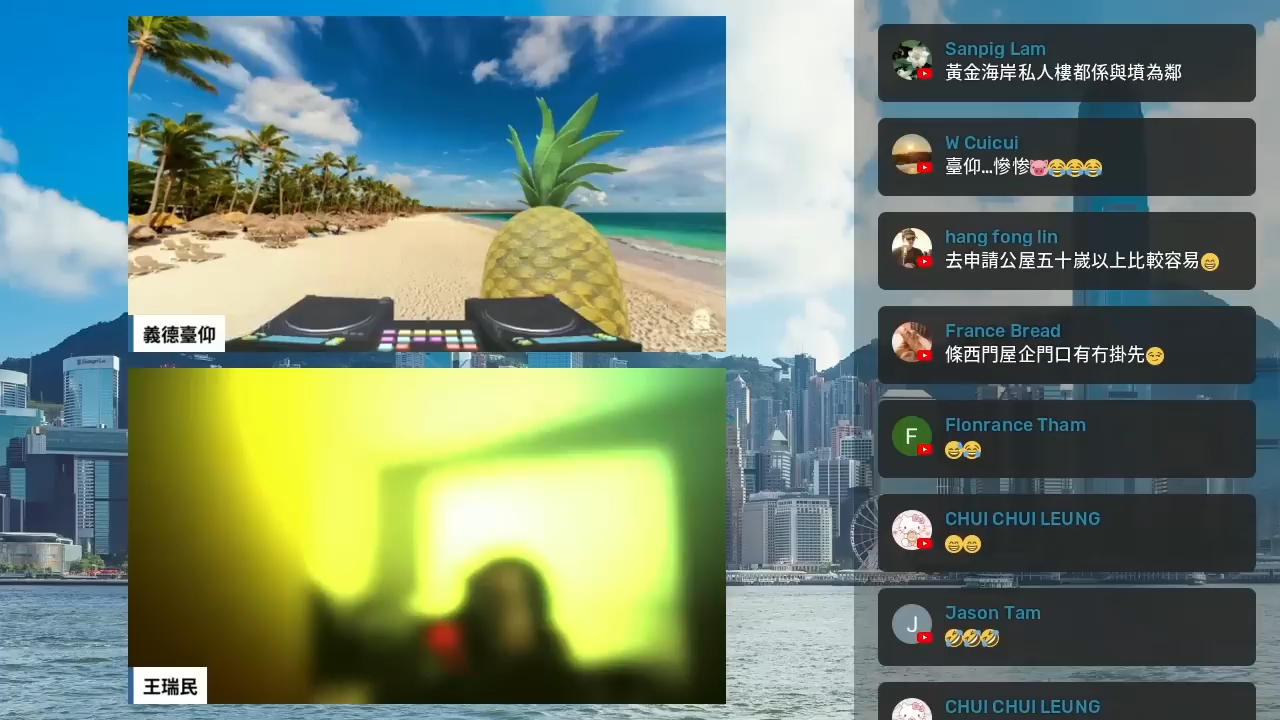 義德臺仰
王瑞民
Shangri-La
Sanpig Lam
黃金海岸私人樓都係與墳為鄰
W Cuicui
臺仰...慘慘🐷😂😂😂
hang fong lin
去申請公屋五十嵗以上比較容易😁
France Bread
條西門屋企門口有冇掛先😏
F
Flonrance Tham
😅😂
CHUI CHUI LEUNG
😁😁
J
Jason Tam
🤣🤣🤣
CHUI CHUI LEUNG